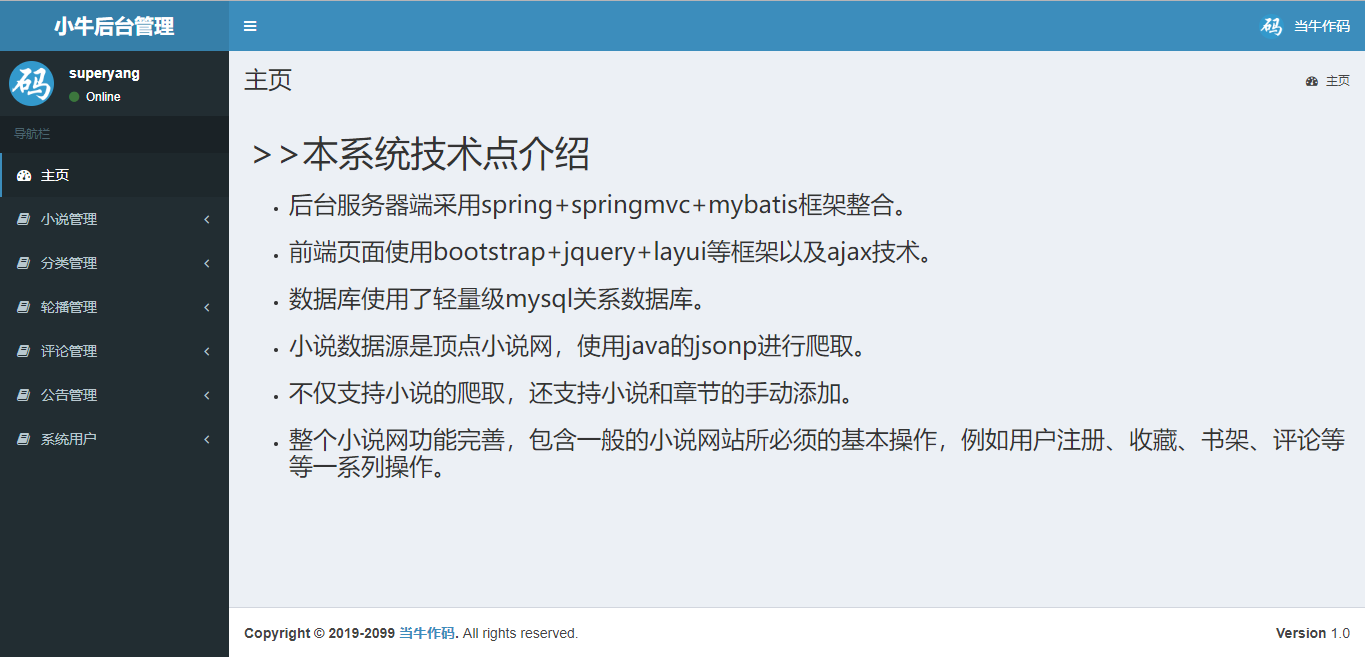 小牛后台管理
码 当牛作码
码
superyang
Online
导航栏
主页
小说管理
分类管理
轮播管理
评论管理
公告管理
系统用户
主页
主页
>>本系统技术点介绍
• 后台服务器端采用spring+springmvc+mybatis框架整合。
• 前端页面使用bootstrap+jquery+layui等框架以及ajax技术。
• 数据库使用了轻量级mysql关系数据库。
• 小说数据源是顶点小说网，使用java的jsonp进行爬取。
• 不仅支持小说的爬取，还支持小说和章节的手动添加。
• 整个小说网功能完善，包含一般的小说网站所必须的基本操作，例如用户注册、收藏、书架、评论等
等一系列操作。
Copyright © 2019-2099 当牛作码. All rights reserved.
Version 1.0